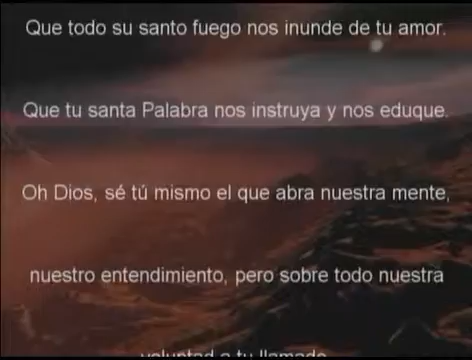 Que todo su santo fuego nos inunde de tu amor.
Que tu santa Palabra nos instruya y nos eduque.
Oh Dios, sé tú mismo el que abra nuestra mente,
nuestro entendimiento, pero sobre todo nuestra
voluntad a tu llamado